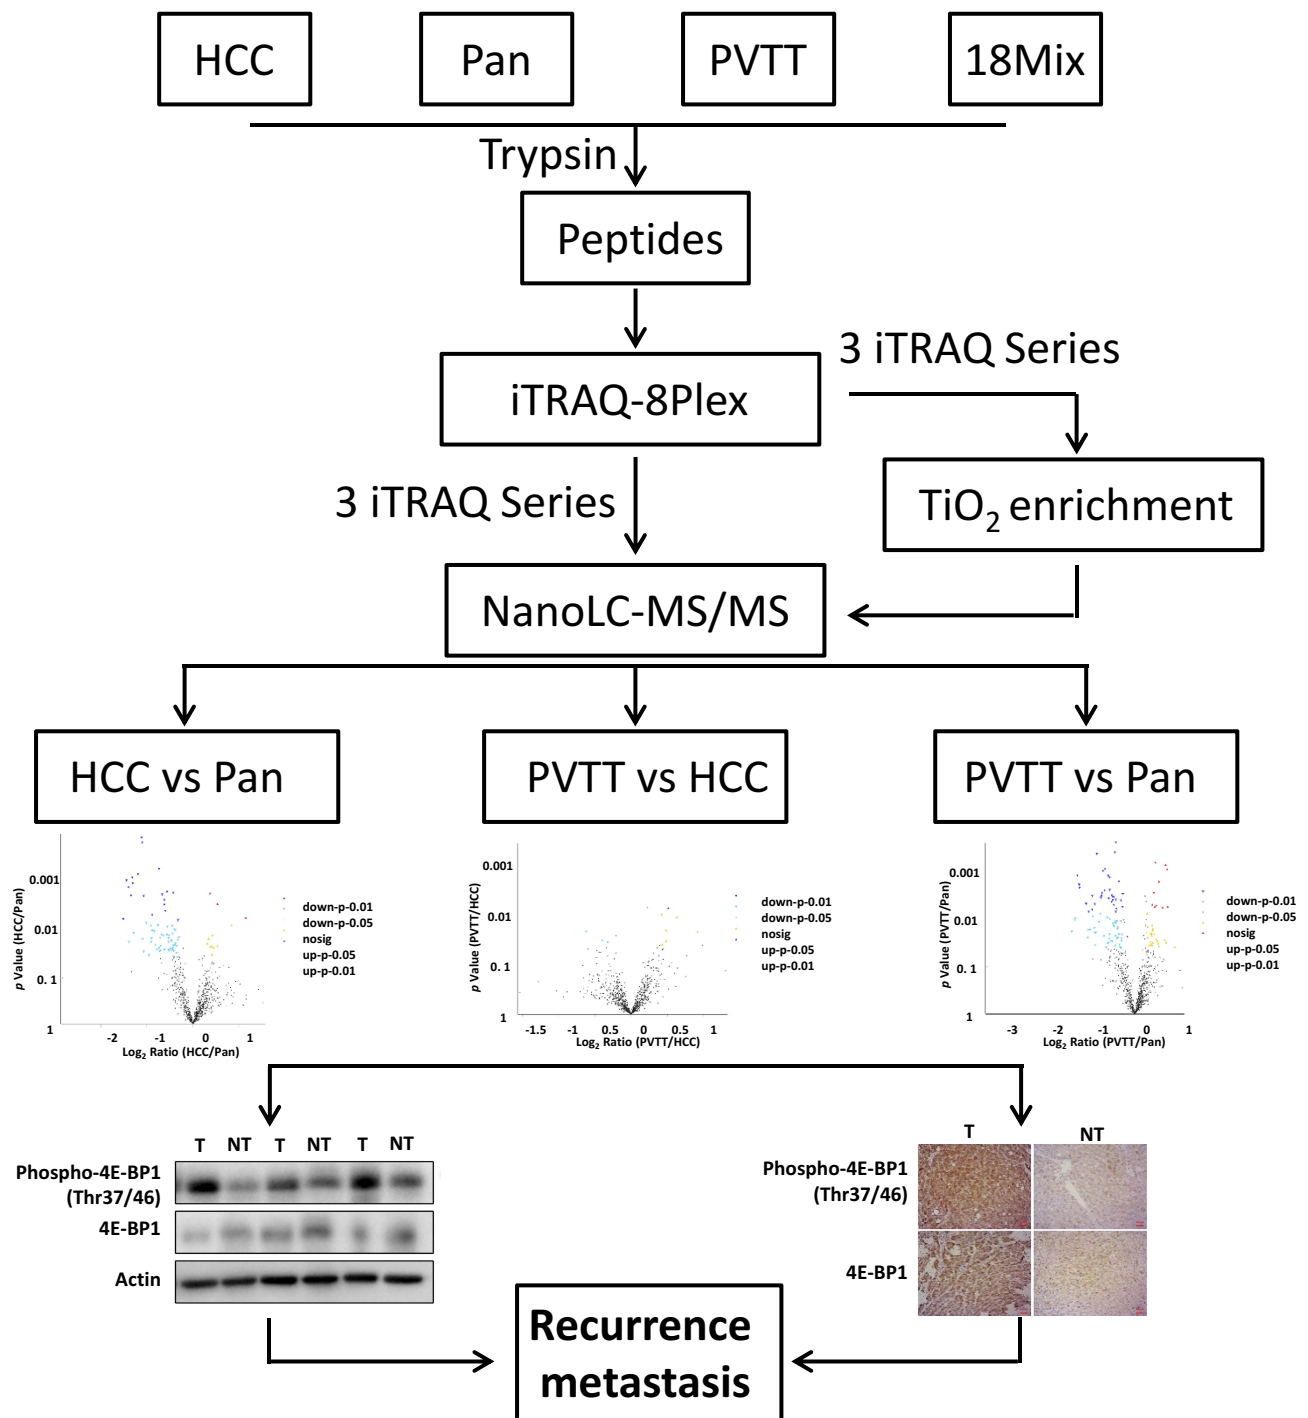 HCC
Pan
PVTT
18Mix
Trypsin
Peptides
iTRAQ-8Plex
3 iTRAQ Series
3 iTRAQ Series
TiO₂ enrichment
NanoLC-MS/MS
HCC vs Pan
PVTT vs HCC
PVTT vs Pan
p Value (HCC/Pan)
0.001
0.01
0. 1
1
-2
-1
0
1
Log₂ Ratio (HCC/Pan)
down-p-0.01
down-p-0.05
nosig
up-p-0.05
up-p-0.01
p Value (PVTT/HCC)
0.001
0.01
0. 1
1
-1.5
-1
-0.5
0
0.5
1
Log₂ Ratio (PVTT/HCC)
down-p-0.01
down-p-0.05
nosig
up-p-0.05
up-p-0.01
p Value (PVTT/Pan)
0.001
0.01
0. 1
1
-3
-2
-1
0
1
Log₂ Ratio (PVTT/Pan)
down-p-0.01
down-p-0.05
nosig
up-p-0.05
up-p-0.01
T NT T NT T NT
Phospho-4E-BP1
(Thr37/46)
4E-BP1
Actin
T NT
Phospho-4E-BP1
(Thr37/46)
4E-BP1
Recurrence
metastasis